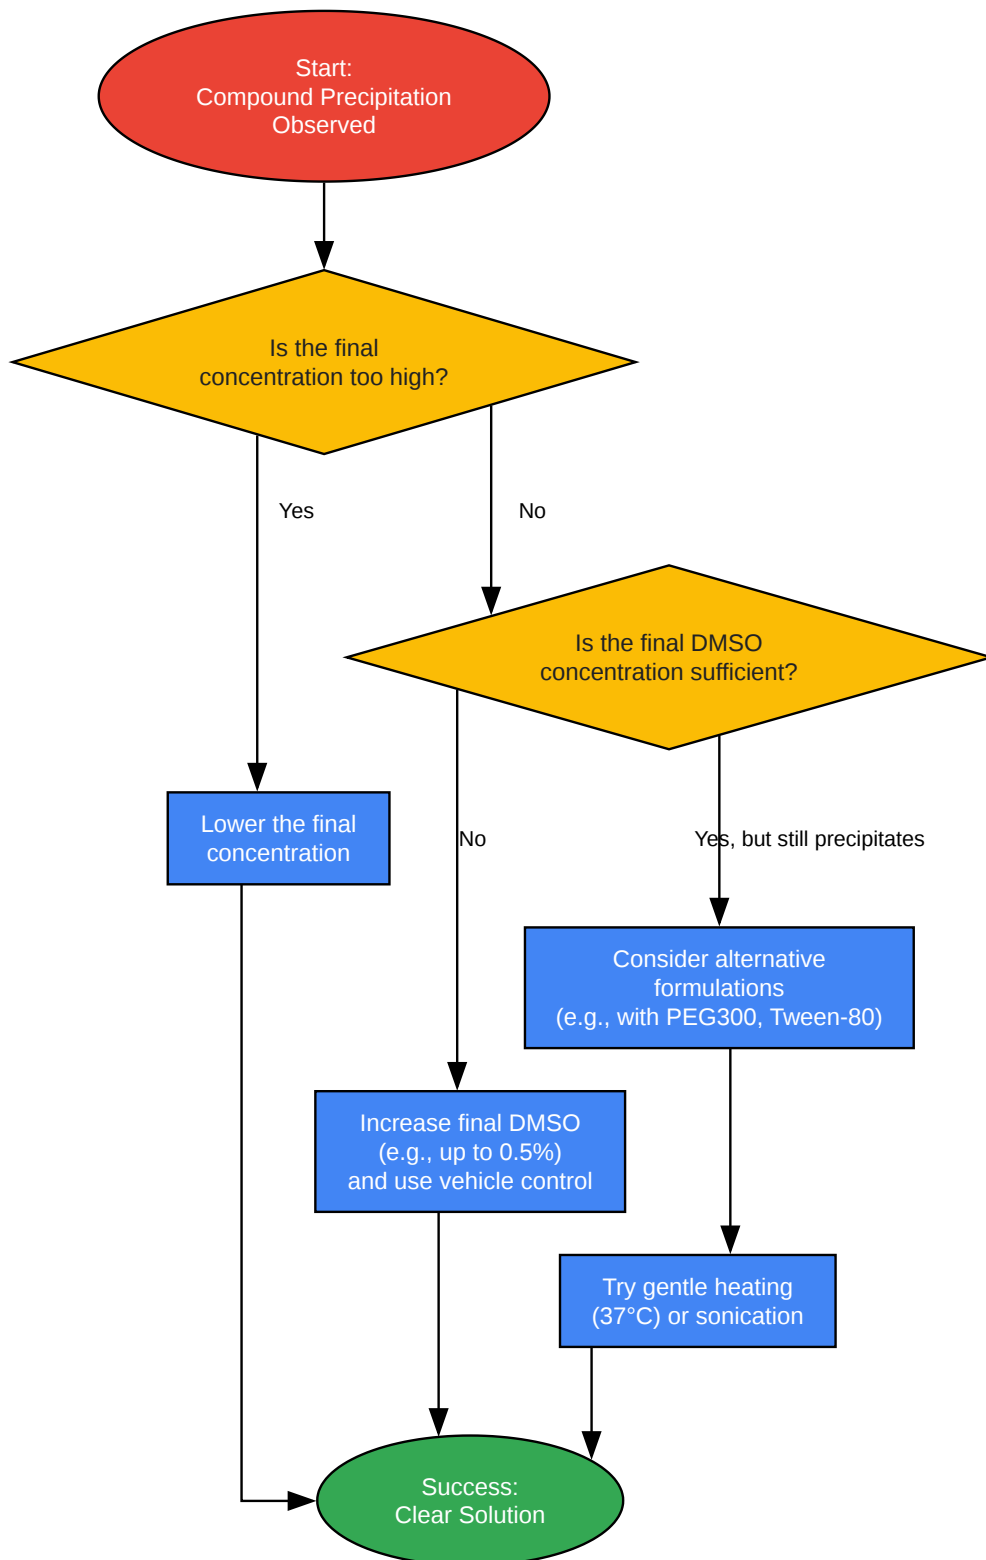 Start:
Compound Precipitation
Observed
Is the final
concentration too high?
Yes
No
Is the final DMSO
concentration sufficient?
Lower the final
concentration
No
Yes, but still precipitates
Consider alternative
formulations
(e.g., with PEG300, Tween-80)
Increase final DMSO
(e.g., up to 0.5%)
and use vehicle control
Try gentle heating
(37°C) or sonication
Success:
Clear Solution